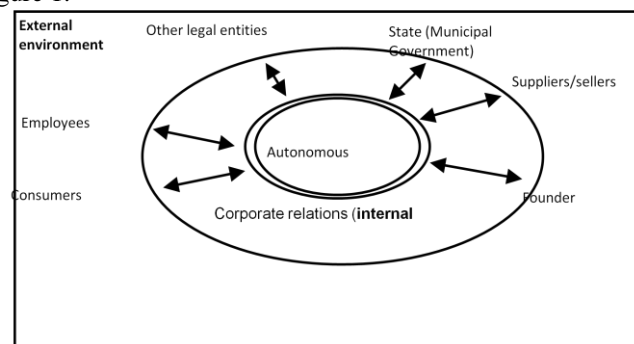 External
environment
Other legal entities
State (Municipal
Government)
Suppliers/sellers
Employees
Autonomous
Consumers
Founder
Corporate relations (internal